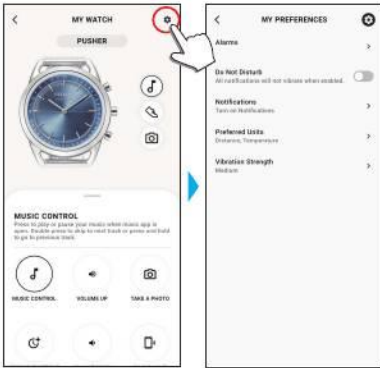 MY WATCH
PUSHER
MUSIC CONTROL
Press to play or pause your music when music app is
open. Double press to skip to next track or press and hold
to go to previous track.
MUSIC CONTROL
VOLUME UP
TAKE A PHOTO
MY PREFERENCES
Alarms
Do Not Disturb
All notifications will not vibrate when enabled.
Notifications
Turn on Notifications
Preferred Units
Distance, Temperature
Vibration Strength
Medium